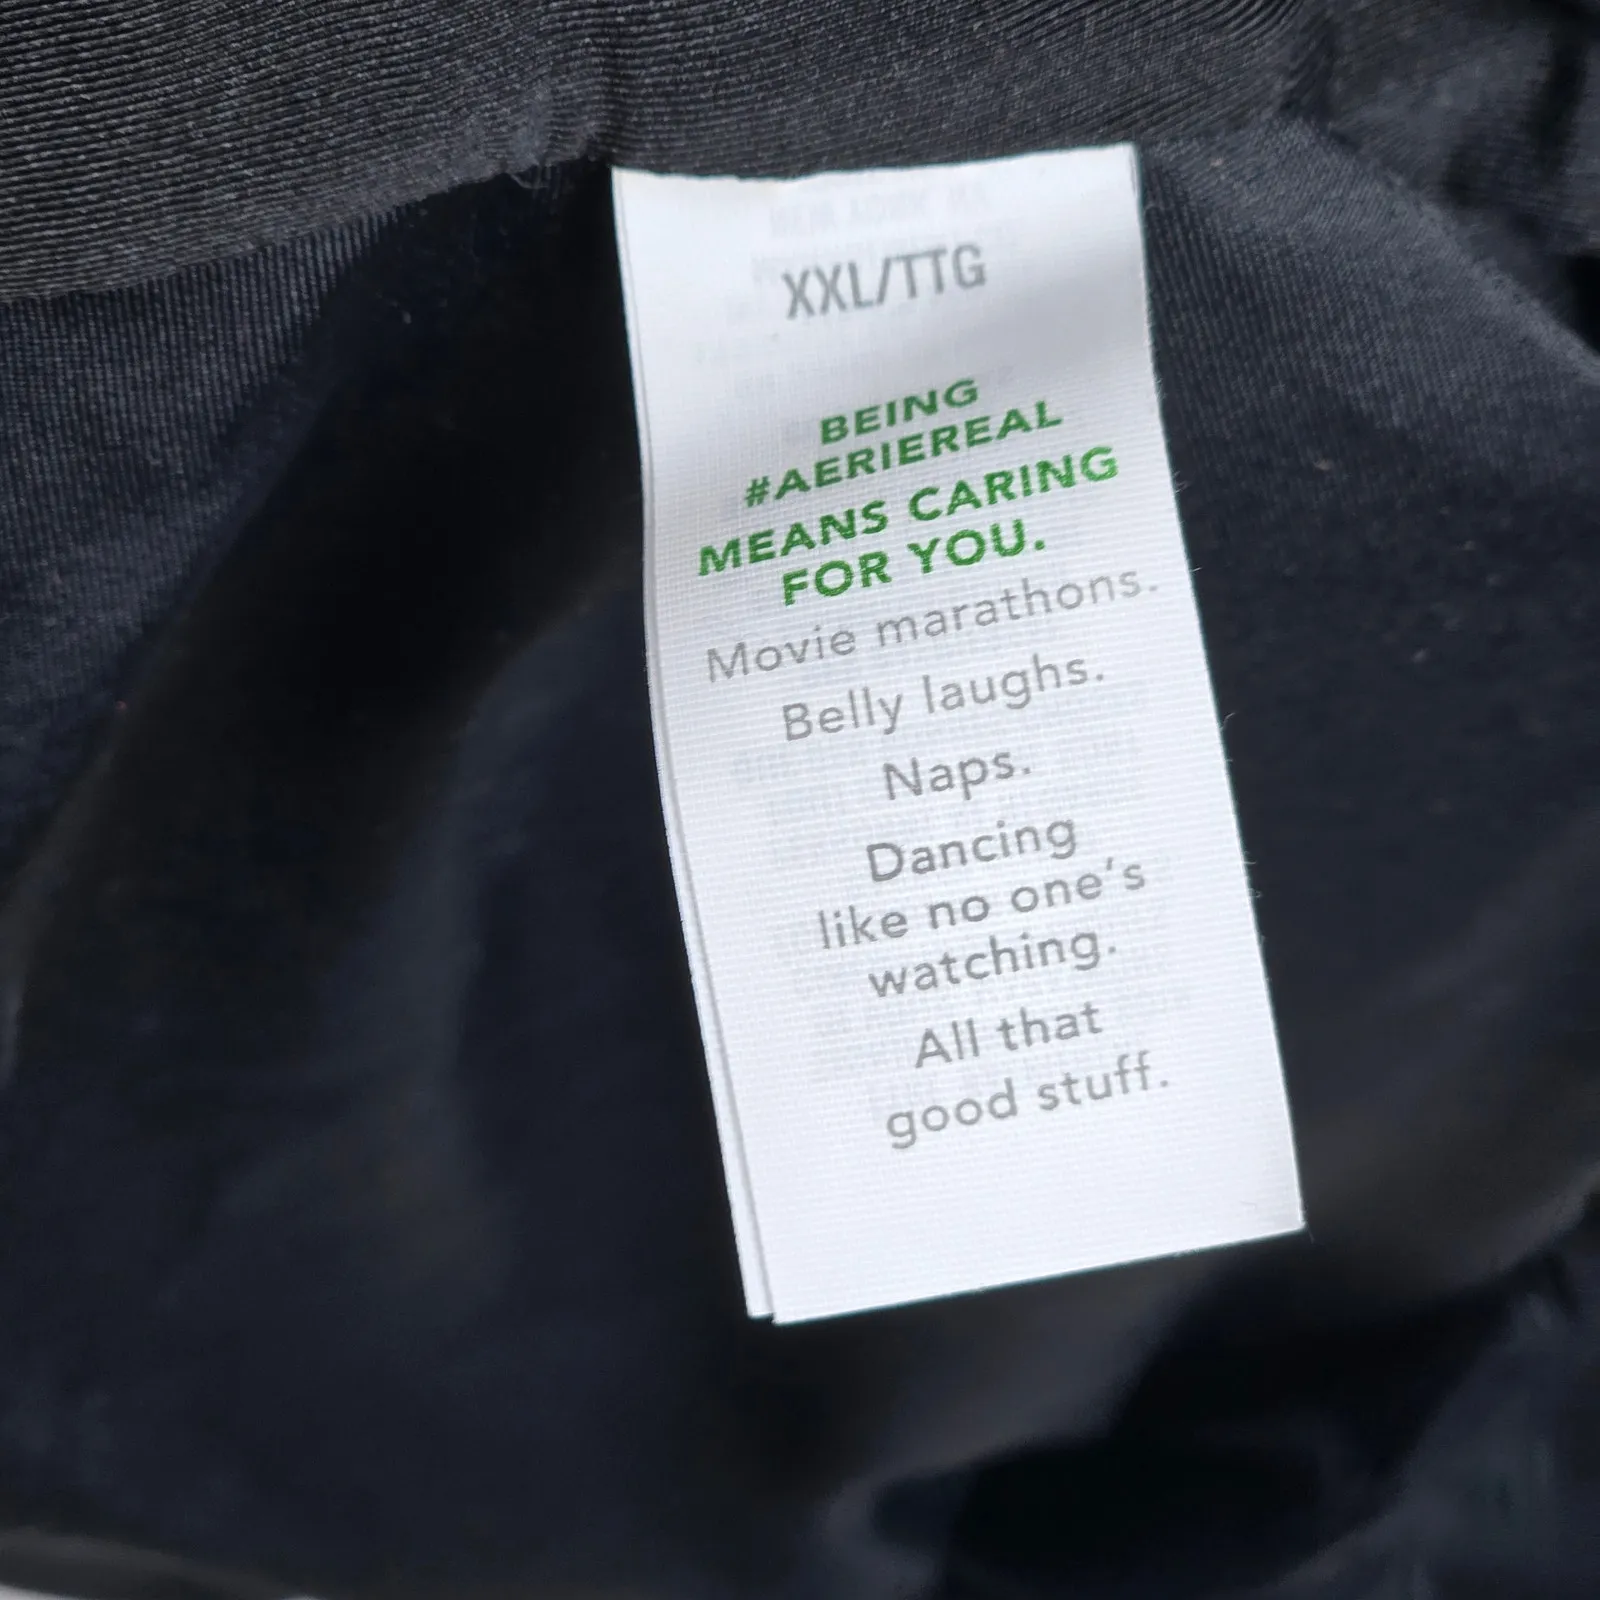 XXL/TTG
BEING
#AERIEREAL
MEANS CARING
FOR YOU.
Movie marathons.
Belly laughs.
Naps.
Dancing
like no one's
watching.
All that
good stuff.